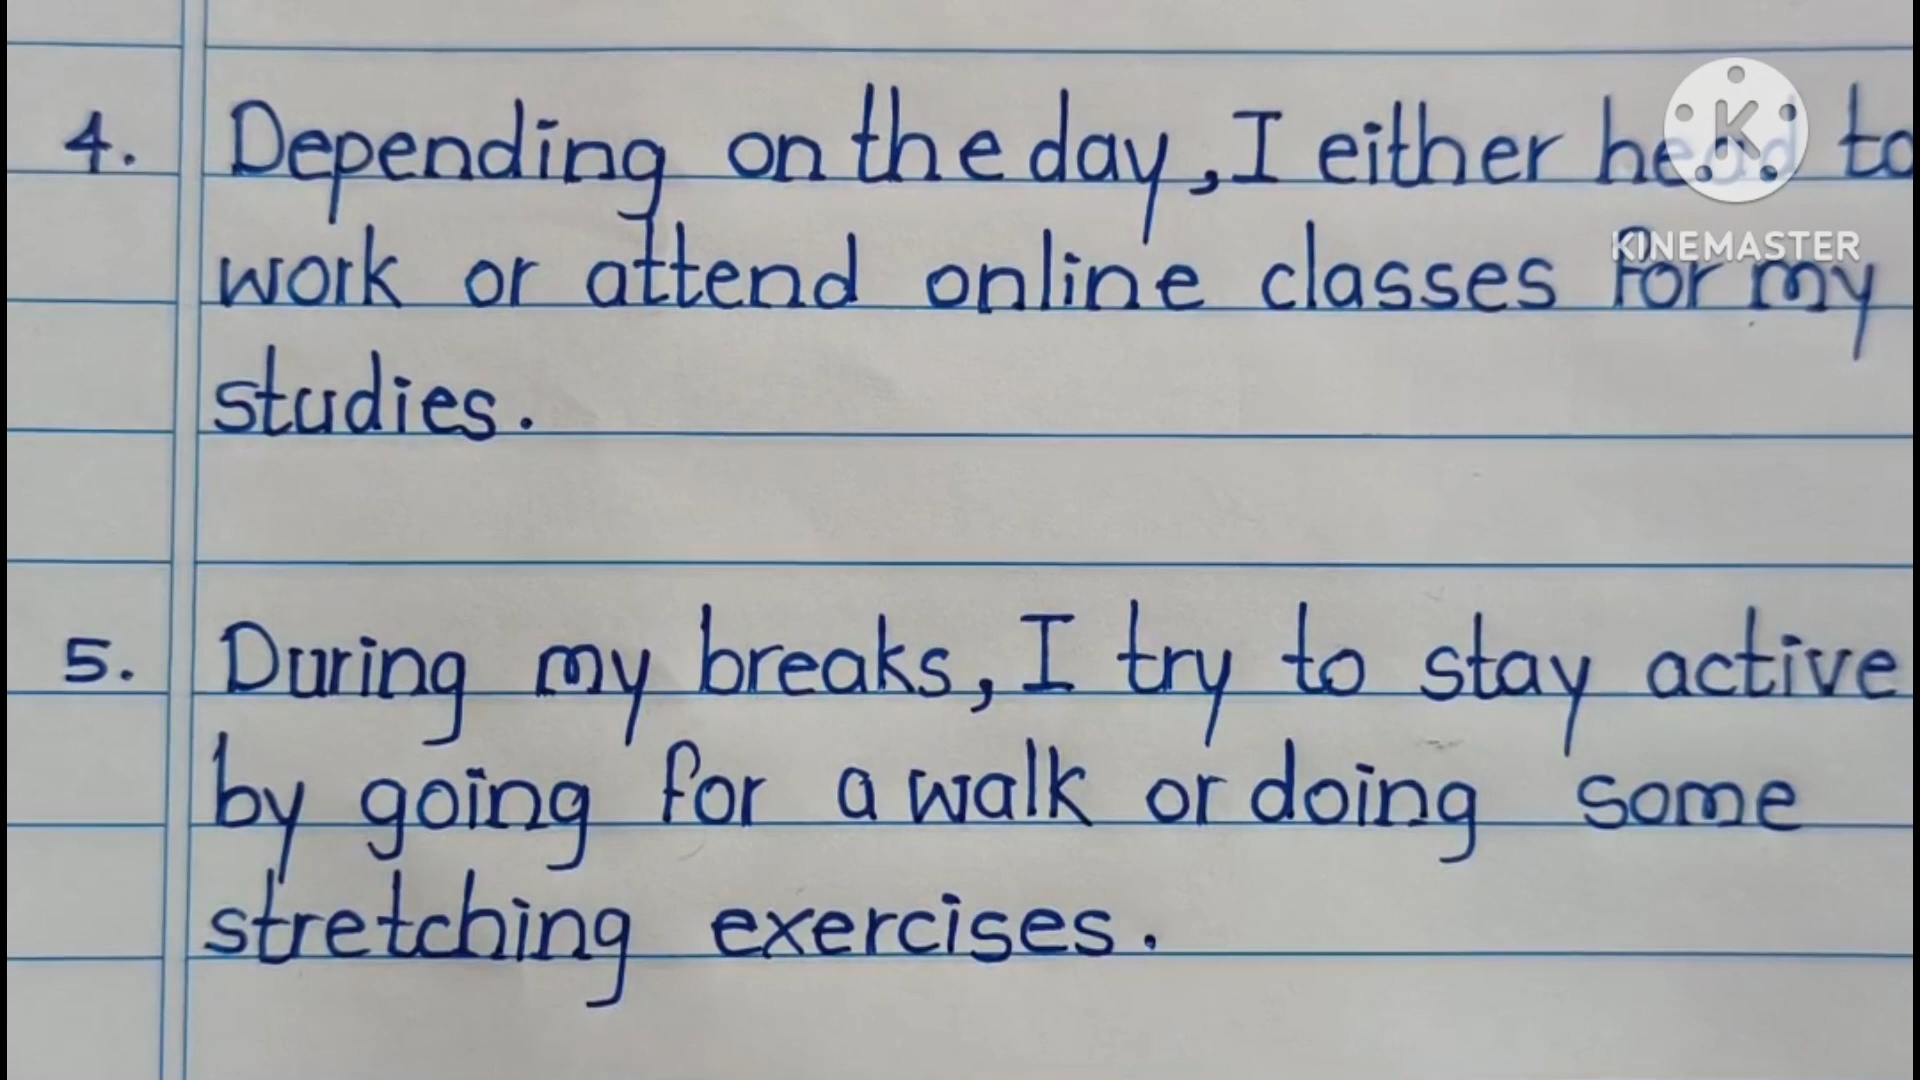 4. Depending on the day, I either head to
work or attend online classes for my
studies.
5. During my breaks, I try to stay active
by going for a walk or doing some
stretching exercises.
K
KINEMASTER